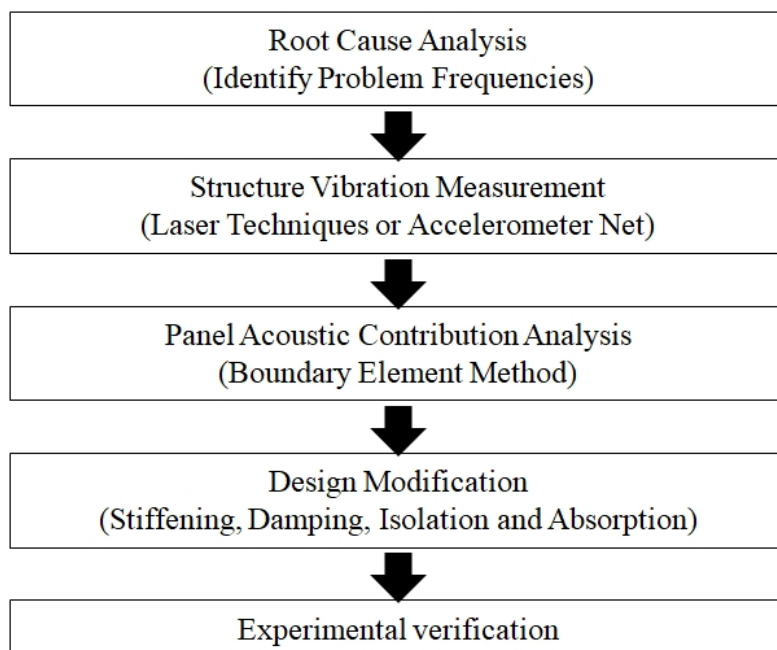 Root Cause Analysis
(Identify Problem Frequencies)
Structure Vibration Measurement
(Laser Techniques or Accelerometer Net)
Panel Acoustic Contribution Analysis
(Boundary Element Method)
Design Modification
(Stiffening, Damping, Isolation and Absorption)
Experimental verification